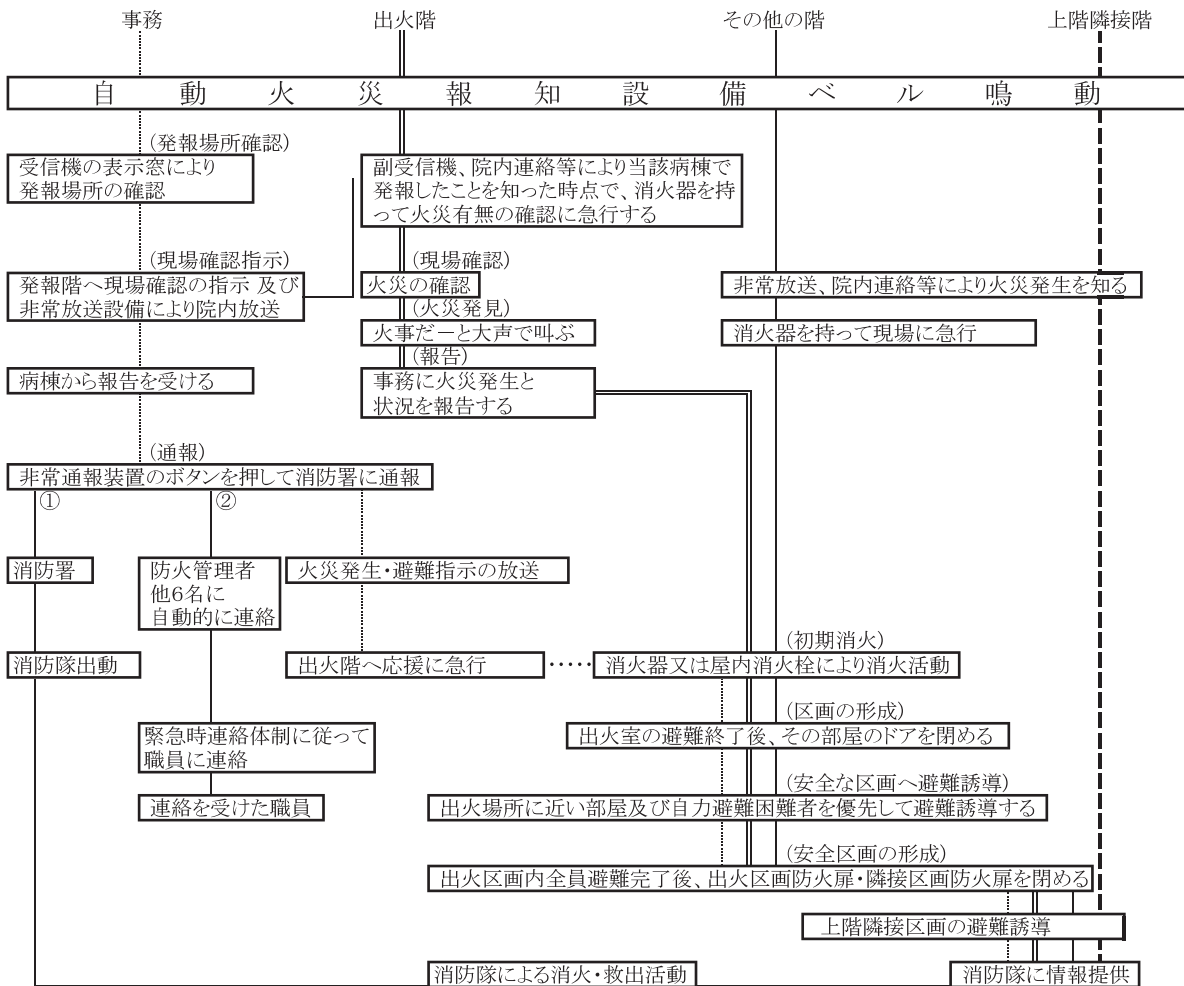 事務
出火階
その他の階
上階隣接階
自動火災報知設備ベル鳴動
(発報場所確認)
受信機の表示窓により
発報場所の確認
副受信機、院内連絡等により当該病棟で
発報したことを知った時点で、消火器を持
って火災有無の確認に急行する
(現場確認指示)
発報階へ現場確認の指示 及び
非常放送設備により院内放送
(現場確認)
火災の確認
非常放送、院内連絡等により火災発生を知る
(火災発見)
火事だーと大声で叫ぶ
消火器を持って現場に急行
(報告)
病棟から報告を受ける
事務に火災発生と
状況を報告する
(通報)
非常通報装置のボタンを押して消防署に通報
①
②
消防署
防火管理者
他6名に
自動的に連絡
火災発生・避難指示の放送
(初期消火)
消防隊出動
出火階へ応援に急行
消火器又は屋内消火栓により消火活動
(区画の形成)
緊急時連絡体制に従って
職員に連絡
出火室の避難終了後、その部屋のドアを閉める
(安全な区画へ避難誘導)
連絡を受けた職員
出火場所に近い部屋及び自力避難困難者を優先して避難誘導する
(安全区画の形成)
出火区画内全員避難完了後、出火区画防火扉・隣接区画防火扉を閉める
上階隣接区画の避難誘導
消防隊による消火・救出活動
消防隊に情報提供